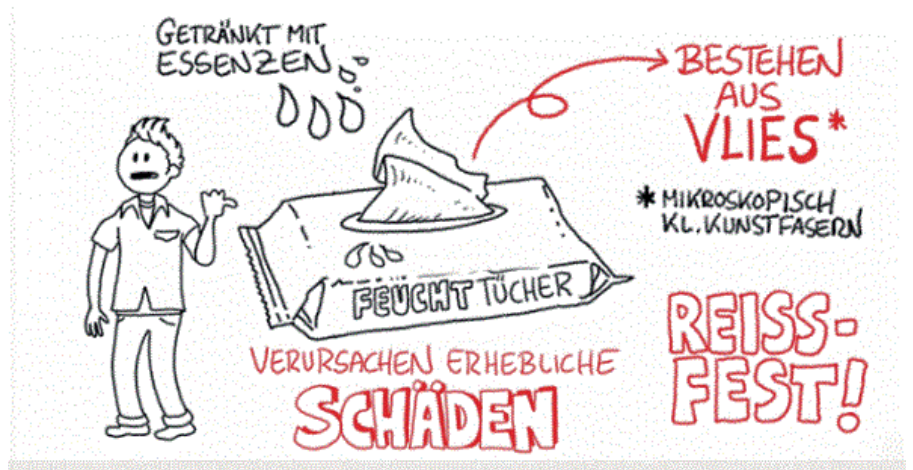 GETRÄNKT MIT
ESSENZEN
BESTEHEN
AUS
VLIES*
* MIKROSKOPISCH
KL. KUNSTFASERN
FEUCHT TÜCHER
VERURSACHEN ERHEBLICHE
SCHÄDEN
REISS-
FEST!